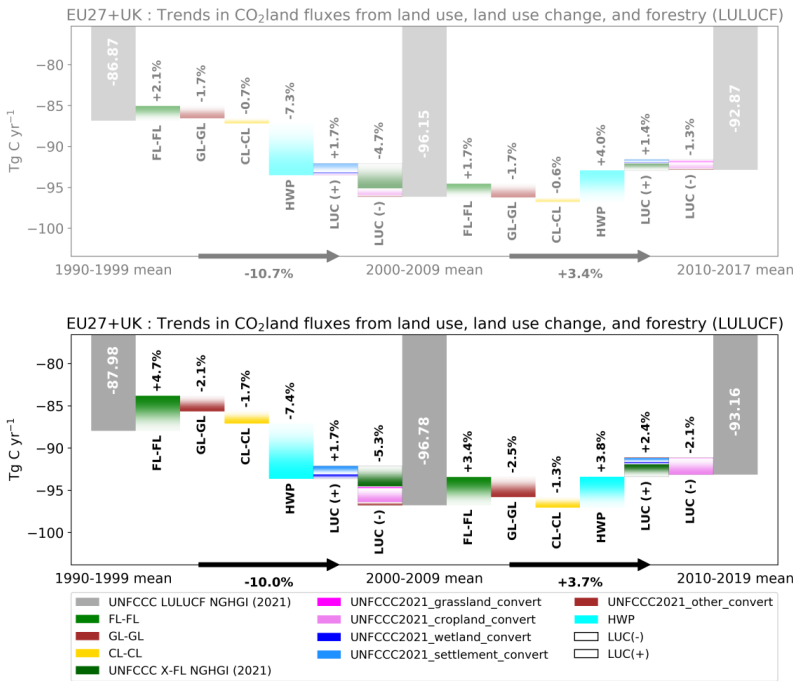 EU27+UK : Trends in CO₂land fluxes from land use, land use change, and forestry (LULUCF)
Tg C yr⁻¹
−80
−85
−90
−95
−100
-86.87
+2.1%
FL-FL
-1.7%
GL-GL
-0.7%
CL-CL
-7.3%
HWP
+1.7%
LUC (+)
-4.7%
LUC (-)
-96.15
+1.7%
FL-FL
-1.7%
GL-GL
-0.6%
CL-CL
+4.0%
HWP
+1.4%
LUC (+)
-1.3%
LUC (-)
-92.87
1990-1999 mean
-10.7%
2000-2009 mean
+3.4%
2010-2017 mean
EU27+UK : Trends in CO₂land fluxes from land use, land use change, and forestry (LULUCF)
Tg C yr⁻¹
−80
−85
−90
−95
−100
-87.98
+4.7%
FL-FL
-2.1%
GL-GL
-1.7%
CL-CL
-7.4%
HWP
+1.7%
LUC (+)
-5.3%
LUC (-)
-96.78
+3.4%
FL-FL
-2.5%
GL-GL
-1.3%
CL-CL
+3.8%
HWP
+2.4%
LUC (+)
-2.1%
LUC (-)
-93.16
1990-1999 mean
-10.0%
2000-2009 mean
+3.7%
2010-2019 mean
UNFCCC LULUCF NGHGI (2021)
FL-FL
GL-GL
CL-CL
UNFCCC X-FL NGHGI (2021)
UNFCCC2021_grassland_convert
UNFCCC2021_cropland_convert
UNFCCC2021_wetland_convert
UNFCCC2021_settlement_convert
UNFCCC2021_other_convert
HWP
LUC(-)
LUC(+)